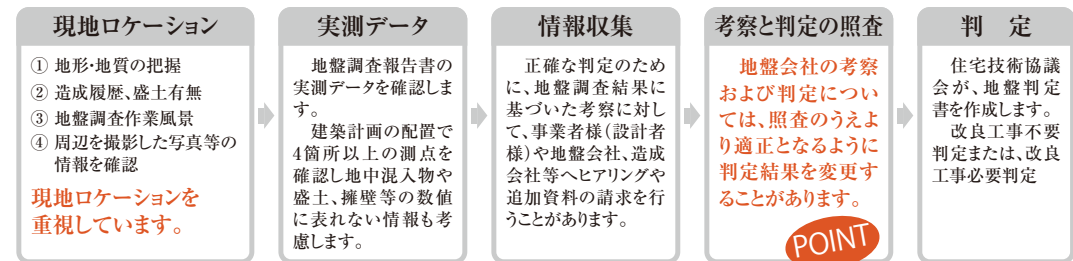 現地ロケーション
① 地形・地質の把握
② 造成履歴、盛土有無
③ 地盤調査作業風景
④ 周辺を撮影した写真等の
情報を確認
現地ロケーションを
重視しています。
実測データ
地盤調査報告書の
実測データを確認しま
す。
建築計画の配置で
4箇所以上の測点を
確認し地中混入物や
盛土、擁壁等の数値
に表れない情報も考
慮します。
情報収集
正確な判定のため
に、地盤調査結果に
基づいた考察に対し
て、事業者様(設計者
様)や地盤会社、造成
会社等へヒアリングや
追加資料の請求を行
うことがあります。
考察と判定の照査
地盤会社の考察
および判定につい
ては、照査のうえよ
り適正となるように
判定結果を変更す
ることがあります。
POINT
判　定
住宅技術協議
会が、地盤判定
書を作成します。
改良工事不要
判定または、改良
工事必要判定